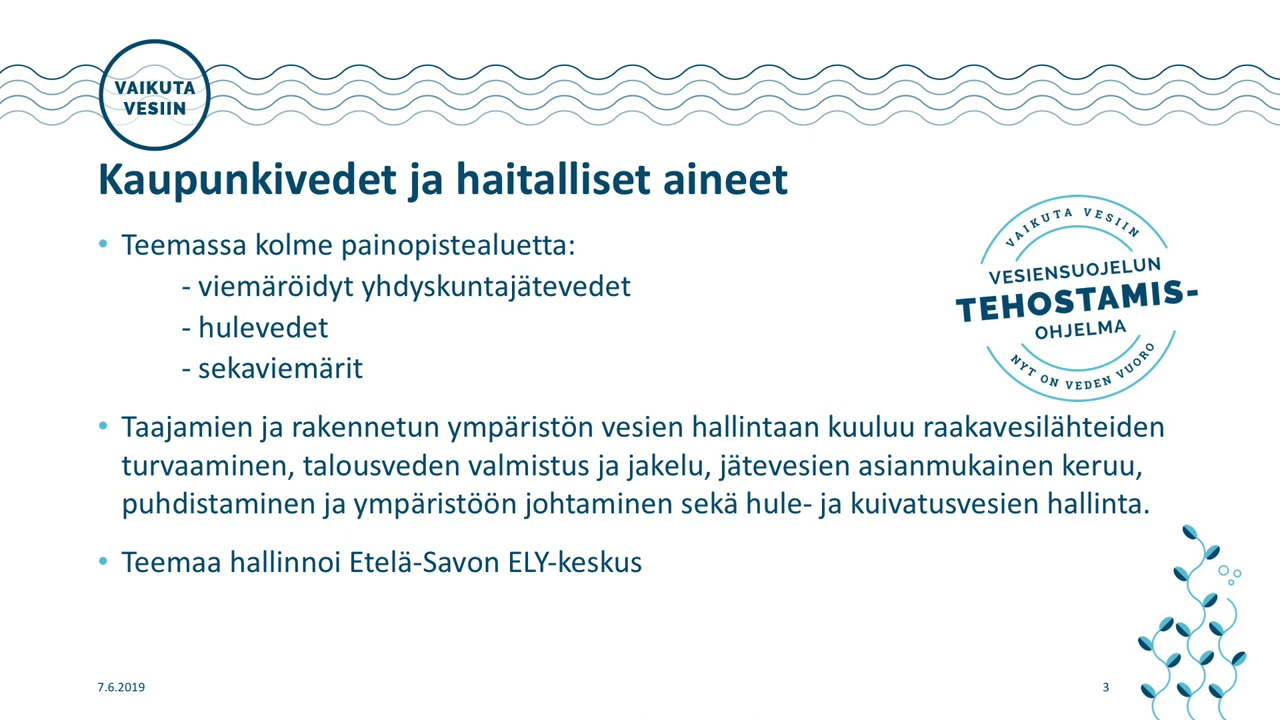 VAIKUTA
VESIIN
Kaupunkivedet ja haitalliset aineet
• Teemassa kolme painopistealuetta:
- viemäröidyt yhdyskuntajätevedet
- hulevedet
- sekaviemärit
VAIKUTA VESIIN
VESIENSUOJELUN
TEHOSTAMIS-
OHJELMA
NYT ON VEDEN VUORO
• Taajamien ja rakennetun ympäristön vesien hallintaan kuuluu raakavesilähteiden
turvaaminen, talousveden valmistus ja jakelu, jätevesien asianmukainen keruu,
puhdistaminen ja ympäristöön johtaminen sekä hule- ja kuivatusvesien hallinta.
• Teemaa hallinnoi Etelä-Savon ELY-keskus
7.6.2019
3